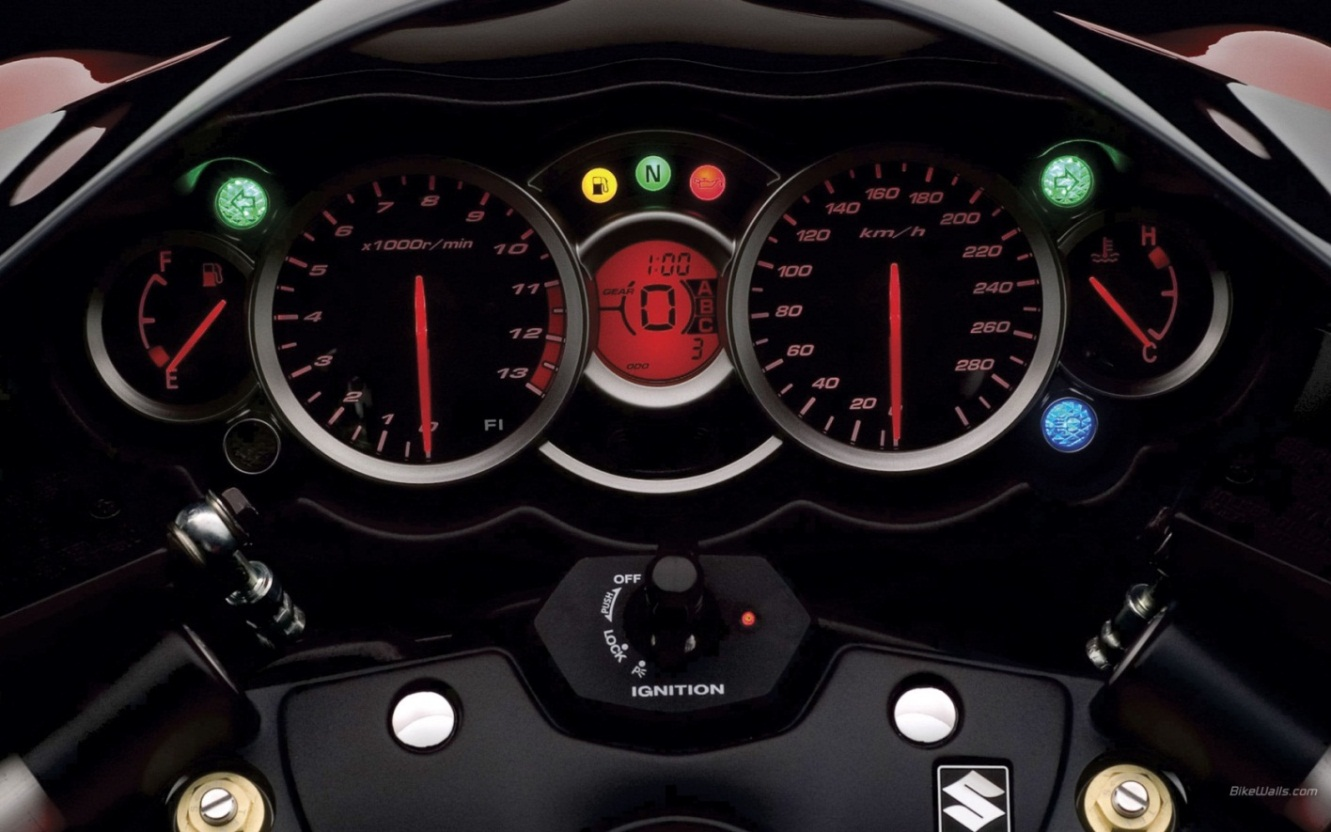 N
F
E
x1000r/min
0
1
2
3
4
5
6
7
8
9
10
11
12
13
FI
1:00
GEAR
0
A
B
C
3
ODO
km/h
20
40
60
80
100
120
140
160
180
200
220
240
260
280
H
C
OFF
PUSH
LOCK
P
IGNITION
BikeWalls.com